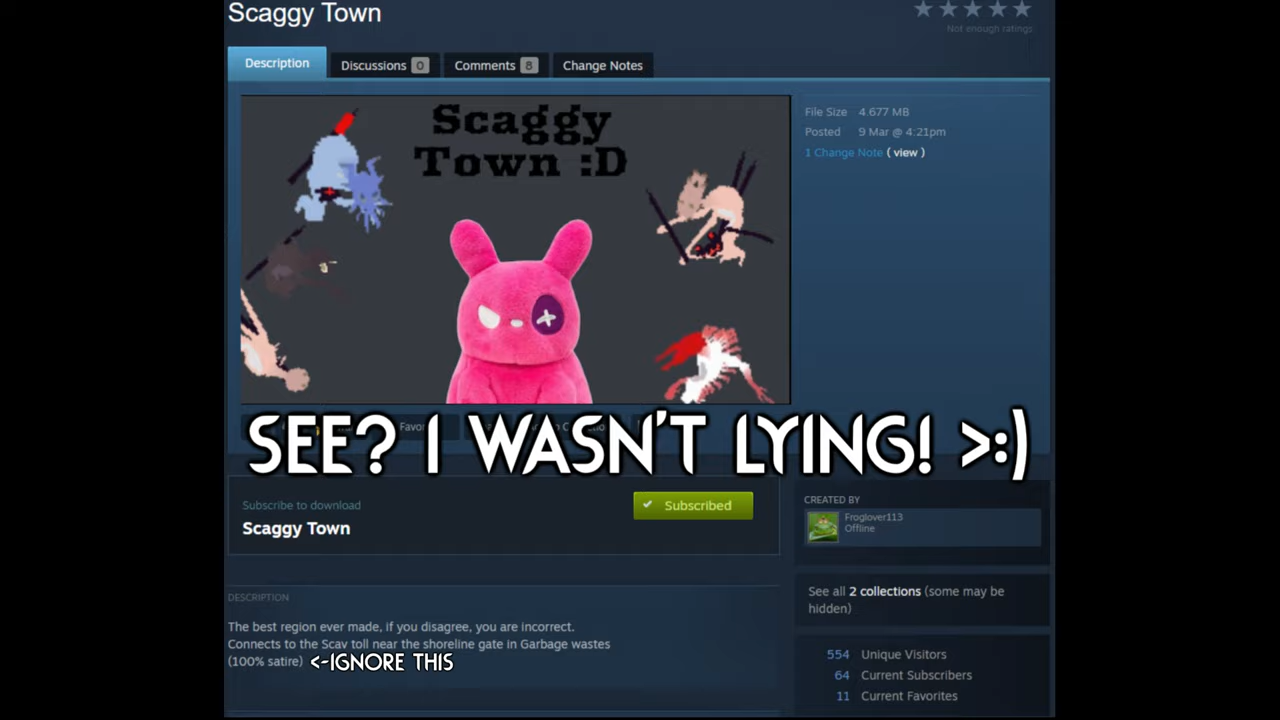 Scaggy Town
Not enough ratings
Description
Discussions 0
Comments 8
Change Notes
Scaggy
Town :D
File Size 4.677 MB
Posted 9 Mar @ 4:21pm
1 Change Note ( view )
Favor
SEE? I WASN'T LYING! >:)
Subscribe to download
Scaggy Town
Subscribed
CREATED BY
Froglover113
Offline
See all 2 collections (some may be
hidden)
DESCRIPTION
The best region ever made, if you disagree, you are incorrect.
Connects to the Scav toll near the shoreline gate in Garbage wastes
(100% satire) <-IGNORE THIS
554 Unique Visitors
64 Current Subscribers
11 Current Favorites